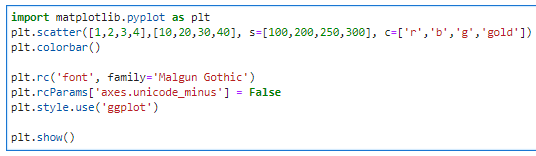 import matplotlib.pyplot as plt
plt.scatter([1,2,3,4],[10,20,30,40], s=[100,200,250,300], c=['r','b','g','gold'])
plt.colorbar()
plt.rc('font', family='Malgun Gothic')
plt.rcParams['axes.unicode_minus'] = False
plt.style.use('ggplot')
plt.show()